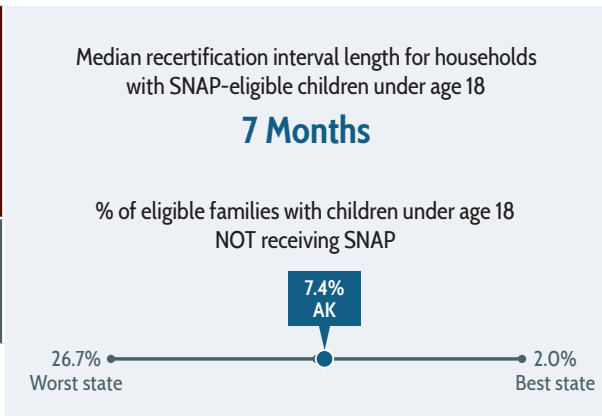 Median recertification interval length for households
with SNAP-eligible children under age 18
7 Months
% of eligible families with children under age 18
NOT receiving SNAP
7.4%
AK
26.7%
Worst state
2.0%
Best state